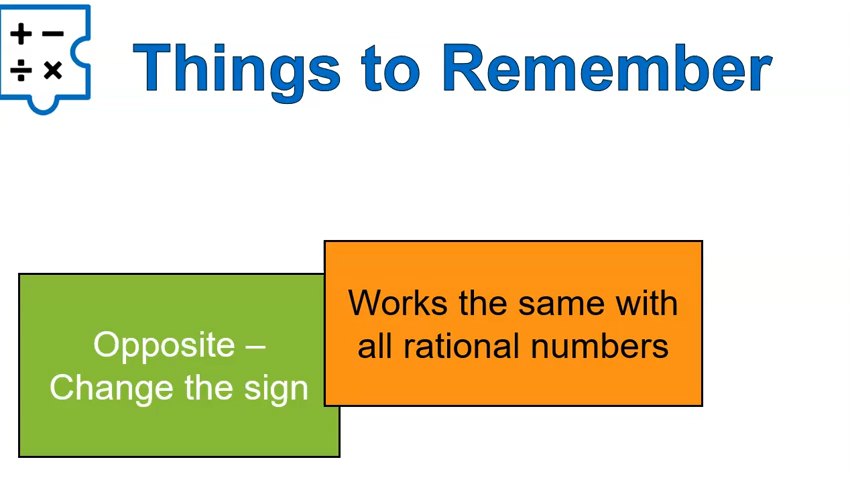 + −
÷ ×
Things to Remember
Opposite –
Change the sign
Works the same with
all rational numbers